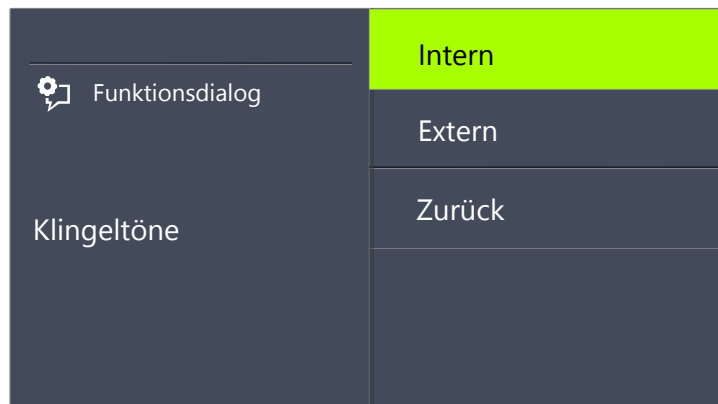 Funktionsdialog
Klingeltöne
Intern
Extern
Zurück